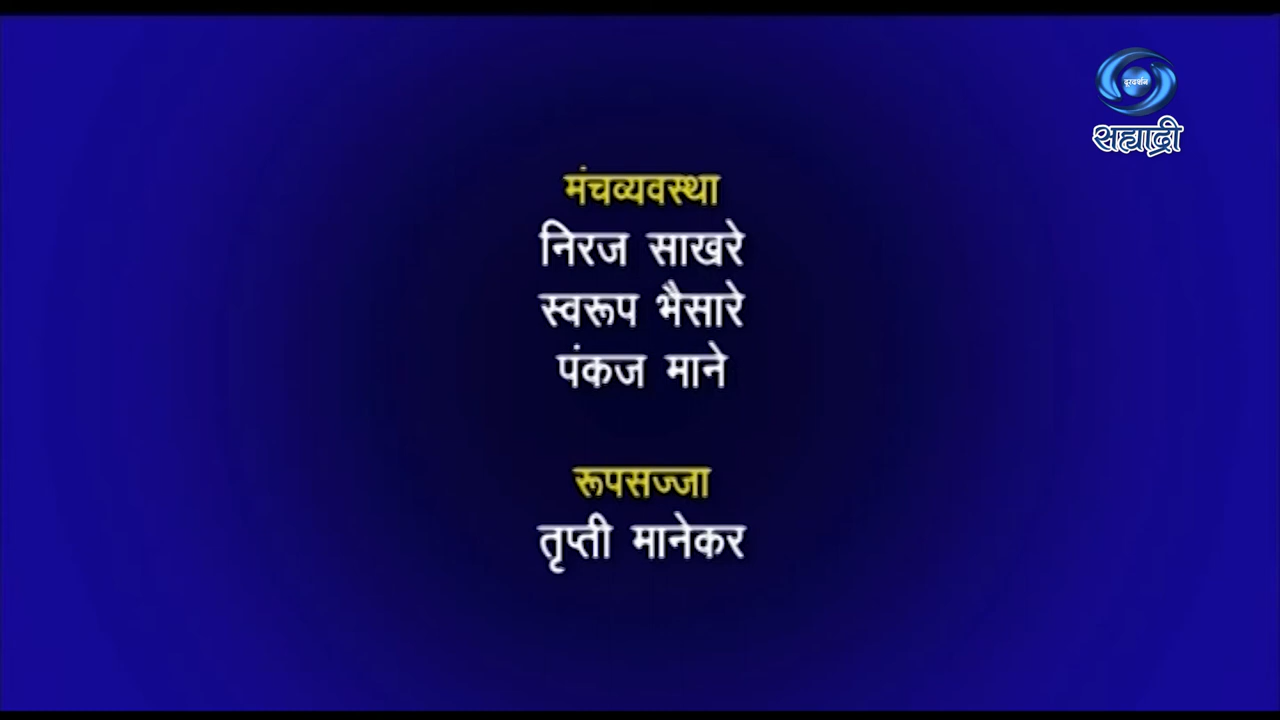 दूरदर्शन
सह्याद्री
मंचव्यवस्था
निरज साखरे
स्वरूप भैसारे
पंकज माने
रूपसज्जा
तृप्ती मानेकर